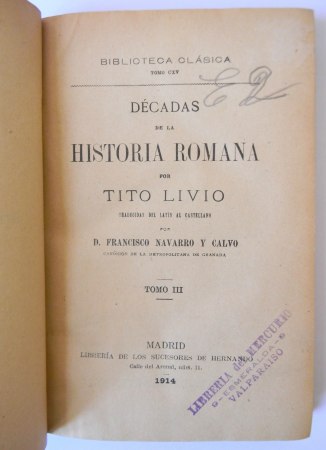 BIBLIOTECA CLÁSICA
TOMO CXV
DÉCADAS
DE LA
HISTORIA ROMANA
POR
TITO LIVIO
TRADUCIDAS DEL LATÍN AL CASTELLANO
POR
D. FRANCISCO NAVARRO Y CALVO
CANÓNIGO DE LA METROPOLITANA DE GRANADA
TOMO III
MADRID
LIBRERÍA DE LOS SUCESORES DE HERNANDO
Calle del Arenal, núm. 11.
1914
LIBRERIA del MERCURIO
ESMERALDA
VALPARAISO